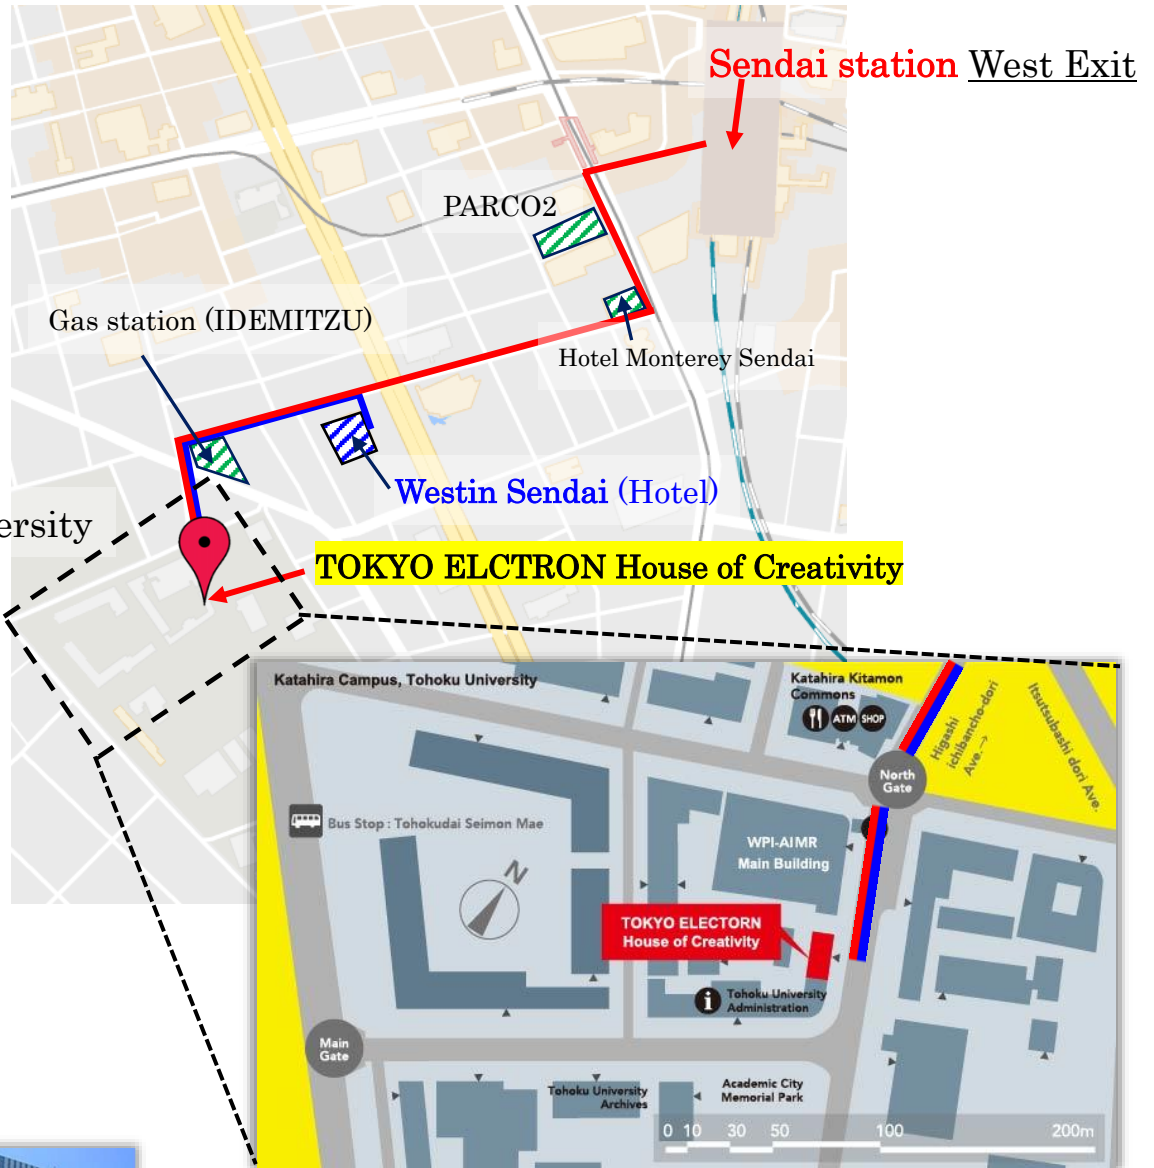 Sendai station West Exit
PARCO2
Gas station (IDEMITZU)
Hotel Monterey Sendai
Westin Sendai (Hotel)
ersity
TOKYO ELCTRON House of Creativity
Katahira Campus, Tohoku University
Katahira Kitamon
Commons
ATM SHOP
Higashi
ichibancho-dori
Ave.→
Itsutsubashi dori Ave.
North
Gate
Bus Stop : Tohokudai Seimon Mae
N
WPI-AIMR
Main Building
TOKYO ELECTORN
House of Creativity
i
Tohoku University
Administration
Main
Gate
Tohoku University
Archives
Academic City
Memorial Park
0 10 30 50 100 200m